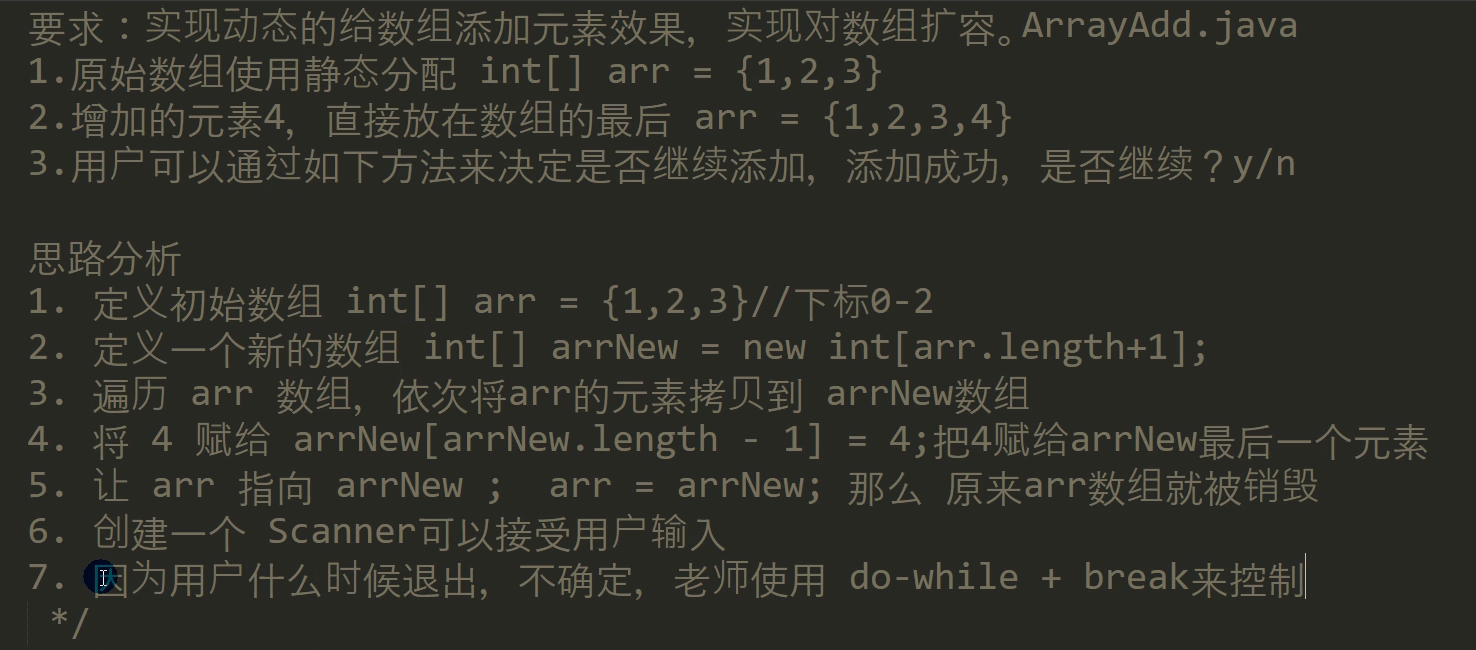 要求：实现动态的给数组添加元素效果，实现对数组扩容。ArrayAdd.java
1.原始数组使用静态分配 int[] arr = {1,2,3}
2.增加的元素4，直接放在数组的最后 arr = {1,2,3,4}
3.用户可以通过如下方法来决定是否继续添加，添加成功，是否继续？y/n
思路分析
1. 定义初始数组 int[] arr = {1,2,3}//下标0-2
2. 定义一个新的数组 int[] arrNew = new int[arr.length+1];
3. 遍历 arr 数组，依次将arr的元素拷贝到 arrNew数组
4. 将 4 赋给 arrNew[arrNew.length - 1] = 4;把4赋给arrNew最后一个元素
5. 让 arr 指向 arrNew ;  arr = arrNew; 那么 原来arr数组就被销毁
6. 创建一个 Scanner可以接受用户输入
7. 因为用户什么时候退出，不确定，老师使用 do-while + break来控制
*/